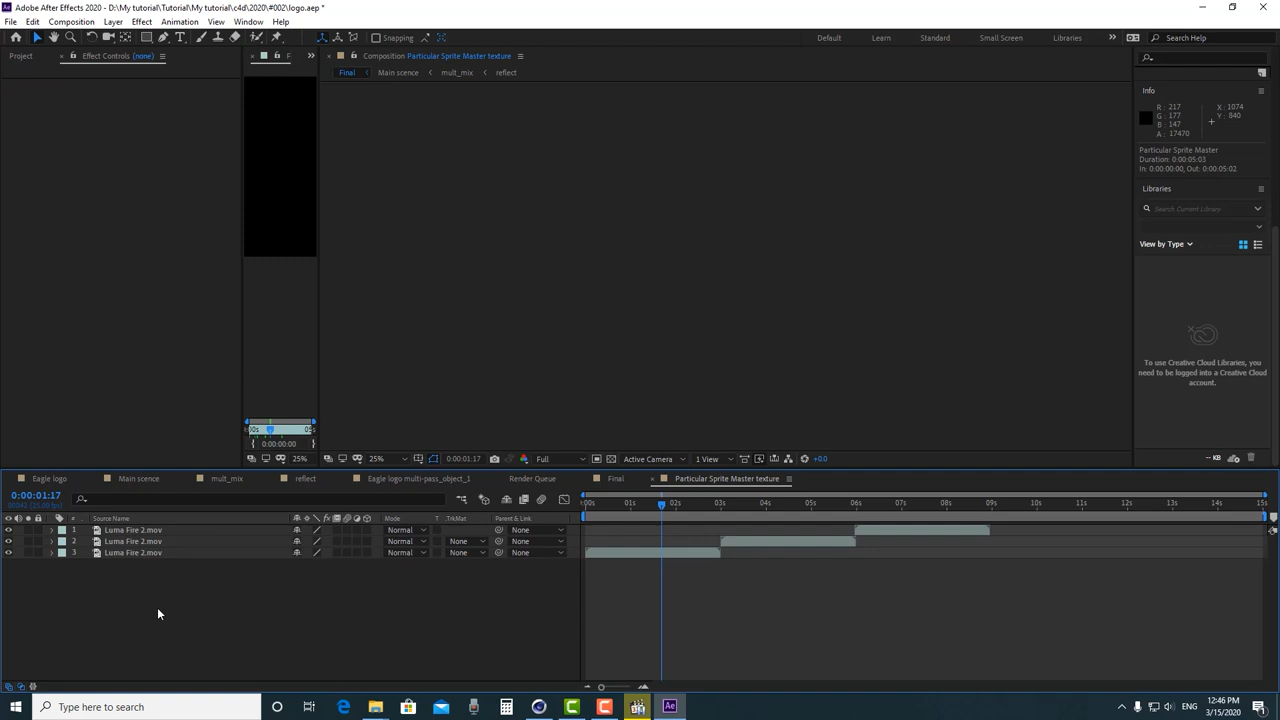 Adobe After Effects 2020 - D:\My tutorial\Tutorial\My tutorial\c4d\2020\#002\logo.aep *
File Edit Composition Layer Effect Animation View Window Help
Snapping
Default Learn Standard Small Screen Libraries Search Help
Project Effect Controls (none) F Composition Particular Sprite Master texture
Final Main scence mult_mix reflect
Info
R : 217
G : 177
B : 147
A : 17470
X : 1074
Y : 840
Particular Sprite Master
Duration: 0:00:05:03
In: 0:00:00:00, Out: 0:00:05:02
Libraries
Search Current Library
View by Type
To use Creative Cloud Libraries, you
need to be logged into a Creative Cloud
account.
0:00:00:00
25% 25% 0:00:01:17 Full Active Camera 1 View +0.0 -- KB
Eagle logo Main scence mult_mix reflect Eagle logo multi-pass_object_1 Render Queue Final Particular Sprite Master texture
0:00:01:17
00042 (25.00 fps)
:00s 01s 02s 03s 04s 05s 06s 07s 08s 09s 10s 11s 12s 13s 14s 15s
# Source Name Mode T TrkMat Parent & Link
1 Luma Fire 2.mov Normal None
2 Luma Fire 2.mov Normal None None
3 Luma Fire 2.mov Normal None None
Type here to search
ENG
12:46 PM
3/15/2020